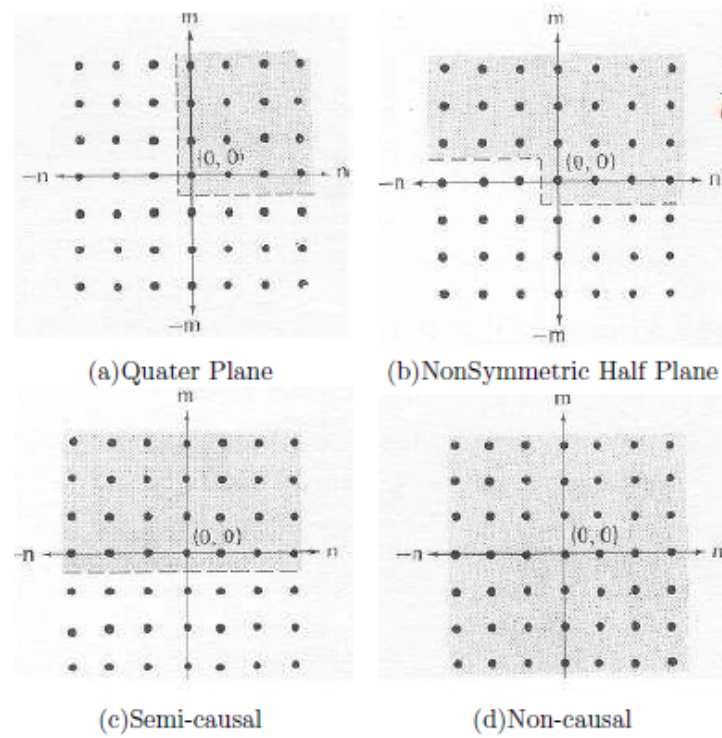 m
m
(0, 0)
(0, 0)
−n
n
−n
n
−m
−m
(a)Quater Plane
(b)NonSymmetric Half Plane
m
m
(0, 0)
(0, 0)
−n
n
−n
n
(c)Semi-causal
(d)Non-causal